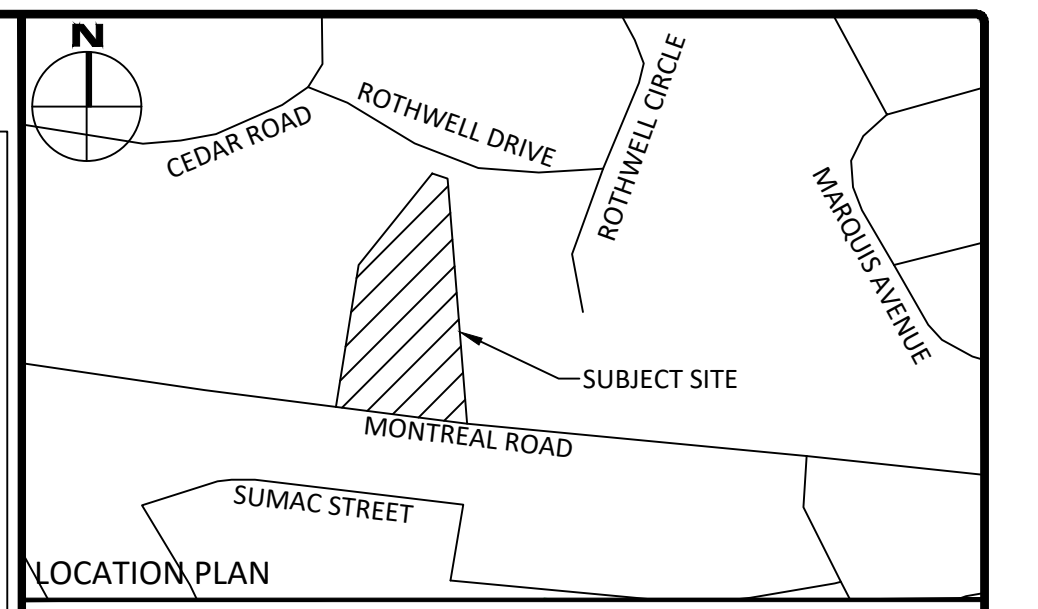 N
CEDAR ROAD
ROTHWELL DRIVE
ROTHWELL CIRCLE
MARQUIS AVENUE
SUBJECT SITE
MONTREAL ROAD
SUMAC STREET
LOCATION PLAN